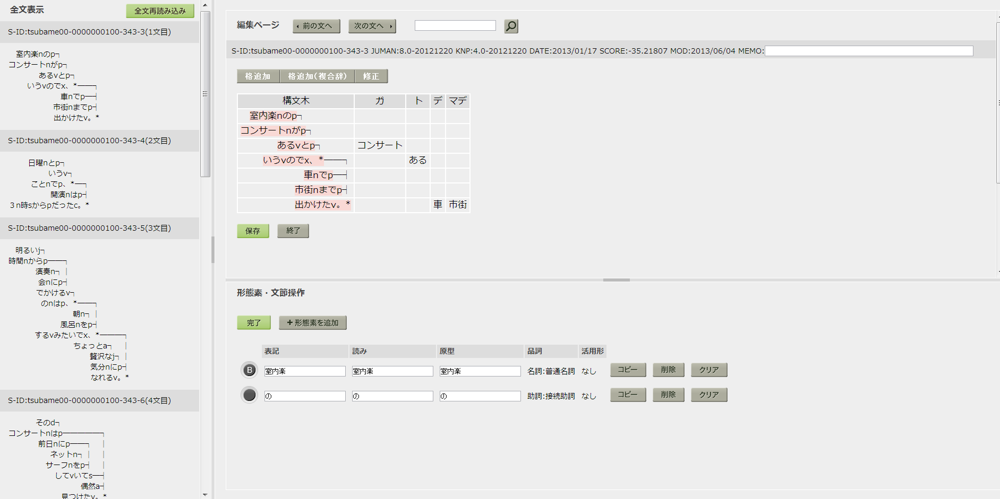 全文表示
全文再読み込み
S-ID:tsubame00-0000000100-343-3(1文目)
室内楽nのp┐
コンサートnがp┐
あるvとp┐
いうvのでx、*───┐
車nでp──┤
市街nまでp┤
出かけたv。*
S-ID:tsubame00-0000000100-343-4(2文目)
日曜nとp┐
いうv┐
ことnでp、*──┐
開演nはp┤
３n時sからpだったc。*
S-ID:tsubame00-0000000100-343-5(3文目)
明るいj┐
時間nからp───┐
演奏n┐│
会nにp┤
でかけるv┐
のnはp、*───┐
朝n┐│
風呂nをp┤
するvみたいでx、*────┐
ちょっとa┐ │
贅沢なj┐│
気分nにp┤
なれるv。*
S-ID:tsubame00-0000000100-343-6(4文目)
そのd┐
コンサートnはp───────┐
前日nにp───┐ │
ネットn┐│ │
サーフnをp┤ │
してvいてs──┤
偶然a┤
見つけたv。*
編集ページ
前の文へ
次の文へ
S-ID:tsubame00-0000000100-343-3 JUMAN:8.0-20121220 KNP:4.0-20121220 DATE:2013/01/17 SCORE:-35.21807 MOD:2013/06/04 MEMO:
格追加 格追加(複合辞) 修正
構文木 ガ ト デ マデ
室内楽nのp┐
コンサートnがp┐
あるvとp┐ コンサート
いうvのでx、*───┐ ある
車nでp──┤
市街nまでp┤
出かけたv。* 車 市街
保存 終了
形態素・文節操作
完了 +形態素を追加
表記 読み 原型 品詞 活用形
B 室内楽 室内楽 室内楽 名詞:普通名詞 なし コピー 削除 クリア
の の の 助詞:接続助詞 なし コピー 削除 クリア